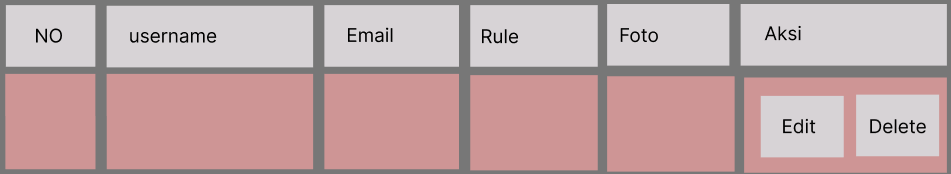 NO username Email Rule Foto Aksi
Edit Delete